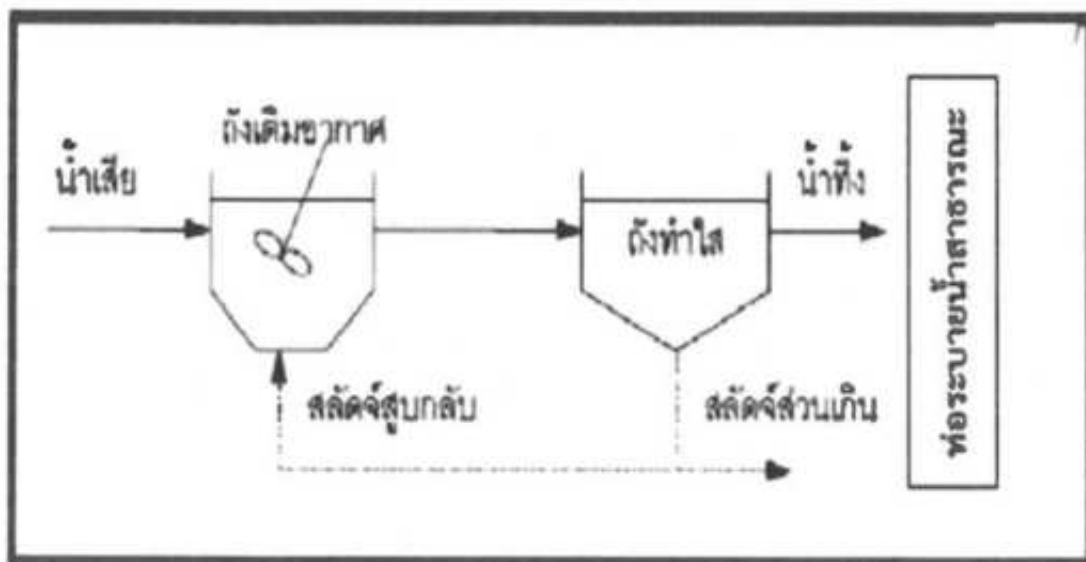 ถังเติมอากาศ
น้ำเสีย
น้ำทิ้ง
ถังทำใส
สลัดจ์สูบกลับ
สลัดจ์ส่วนเกิน
ท่อระบายน้ำสาธารณะ